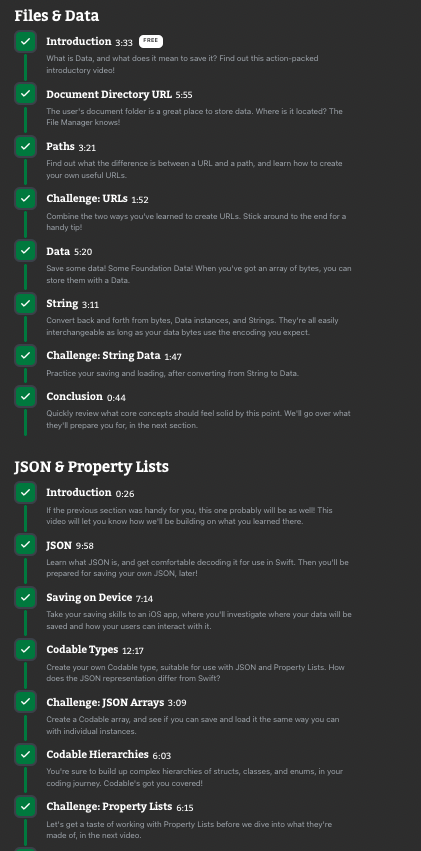 Files & Data
Introduction 3:33 FREE
What is Data, and what does it mean to save it? Find out this action-packed
introductory video!
Document Directory URL 5:55
The user's document folder is a great place to store data. Where is it located? The
File Manager knows!
Paths 3:21
Find out what the difference is between a URL and a path, and learn how to create
your own useful URLs.
Challenge: URLs 1:52
Combine the two ways you've learned to create URLs. Stick around to the end for a
handy tip!
Data 5:20
Save some data! Some Foundation Data! When you've got an array of bytes, you can
store them with a Data.
String 3:11
Convert back and forth from bytes, Data instances, and Strings. They're all easily
interchangeable as long as your data bytes use the encoding you expect.
Challenge: String Data 1:47
Practice your saving and loading, after converting from String to Data.
Conclusion 0:44
Quickly review what core concepts should feel solid by this point. We'll go over what
they'll prepare you for, in the next section.
JSON & Property Lists
Introduction 0:26
If the previous section was handy for you, this one probably will be as well! This
video will let you know how we'll be building on what you learned there.
JSON 9:58
Learn what JSON is, and get comfortable decoding it for use in Swift. Then you'll be
prepared for saving your own JSON, later!
Saving on Device 7:14
Take your saving skills to an iOS app, where you'll investigate where your data will be
saved and how your users can interact with it.
Codable Types 12:17
Create your own Codable type, suitable for use with JSON and Property Lists. How
does the JSON representation differ from Swift?
Challenge: JSON Arrays 3:09
Create a Codable array, and see if you can save and load it the same way you can
with individual instances.
Codable Hierarchies 6:03
You're sure to build up complex hierarchies of structs, classes, and enums, in your
coding journey. Codable's got you covered!
Challenge: Property Lists 6:15
Let's get a taste of working with Property Lists before we dive into what they're
made of, in the next video.